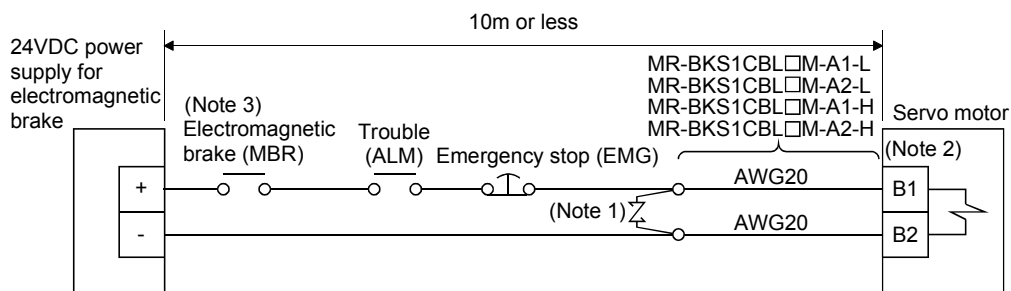 10m or less
24VDC power
supply for
electromagnetic
brake
MR-BKS1CBL□M-A1-L
MR-BKS1CBL□M-A2-L
MR-BKS1CBL□M-A1-H
MR-BKS1CBL□M-A2-H
Servo motor
(Note 3)
Electromagnetic
brake (MBR)
Trouble
(ALM)
Emergency stop (EMG)
(Note 2)
+
AWG20
B1
(Note 1)
-
AWG20
B2